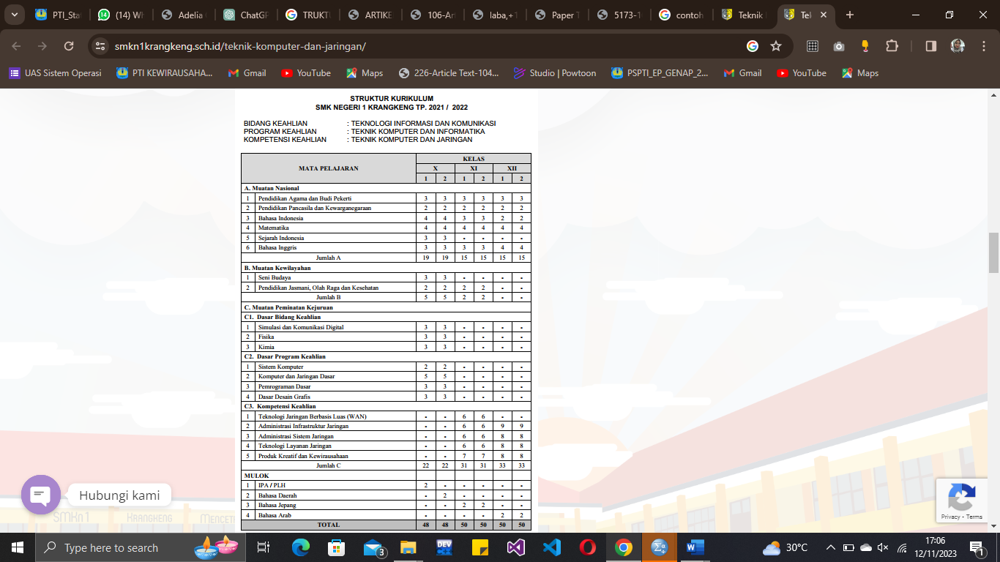 PTI_Sta
(14) Wh
Adelia
ChatGP
TRUKTU
ARTIKE
106-Art
laba,+1
Paper T
5173-1
contoh
Teknik
Tek
smkn1krangkeng.sch.id/teknik-komputer-dan-jaringan/
UAS Sistem Operasi
PTI KEWIRAUSAHA...
Gmail
YouTube
Maps
226-Article Text-104...
Studio | Powtoon
PSPTI_EP_GENAP_2...
Gmail
YouTube
Maps
STRUKTUR KURIKULUM
SMK NEGERI 1 KRANGKENG TP. 2021 / 2022
BIDANG KEAHLIAN : TEKNOLOGI INFORMASI DAN KOMUNIKASI
PROGRAM KEAHLIAN : TEKNIK KOMPUTER DAN INFORMATIKA
KOMPETENSI KEAHLIAN : TEKNIK KOMPUTER DAN JARINGAN
MATA PELAJARAN KELAS
X XI XII
1 2 1 2 1 2
A. Muatan Nasional
1 Pendidikan Agama dan Budi Pekerti 3 3 3 3 3 3
2 Pendidikan Pancasila dan Kewarganegaraan 2 2 2 2 2 2
3 Bahasa Indonesia 4 4 3 3 2 2
4 Matematika 4 4 4 4 4 4
5 Sejarah Indonesia 3 3 - - - -
6 Bahasa Inggris 3 3 3 3 4 4
Jumlah A 19 19 15 15 15 15
B. Muatan Kewilayahan
1 Seni Budaya 3 3 - - - -
2 Pendidikan Jasmani, Olah Raga dan Kesehatan 2 2 2 2 - -
Jumlah B 5 5 2 2 - -
C. Muatan Peminatan Kejuruan
C1. Dasar Bidang Keahlian
1 Simulasi dan Komunikasi Digital 3 3 - - - -
2 Fisika 3 3 - - - -
3 Kimia 3 3 - - - -
C2. Dasar Program Keahlian
1 Sistem Komputer 2 2 - - - -
2 Komputer dan Jaringan Dasar 5 5 - - - -
3 Pemrograman Dasar 3 3 - - - -
4 Dasar Desain Grafis 3 3 - - - -
C3. Kompetensi Keahlian
1 Teknologi Jaringan Berbasis Luas (WAN) - - 6 6 - -
2 Administrasi Infrastruktur Jaringan - - 6 6 9 9
3 Administrasi Sistem Jaringan - - 6 6 8 8
4 Teknologi Layanan Jaringan - - 6 6 8 8
5 Produk Kreatif dan Kewirausahaan - - 7 7 8 8
Jumlah C 22 22 31 31 33 33
MULOK
1 IPA / PLH 2 - - - - -
2 Bahasa Daerah - 2 - - - -
3 Bahasa Jepang - - 2 2 - -
4 Bahasa Arab - - - - 2 2
TOTAL 48 48 50 50 50 50
Hubungi kami
SMKN1 KRANGKENG MENCETA
Privacy - Terms
Type here to search
DEV
3
30°C
17:06
12/11/2023
1